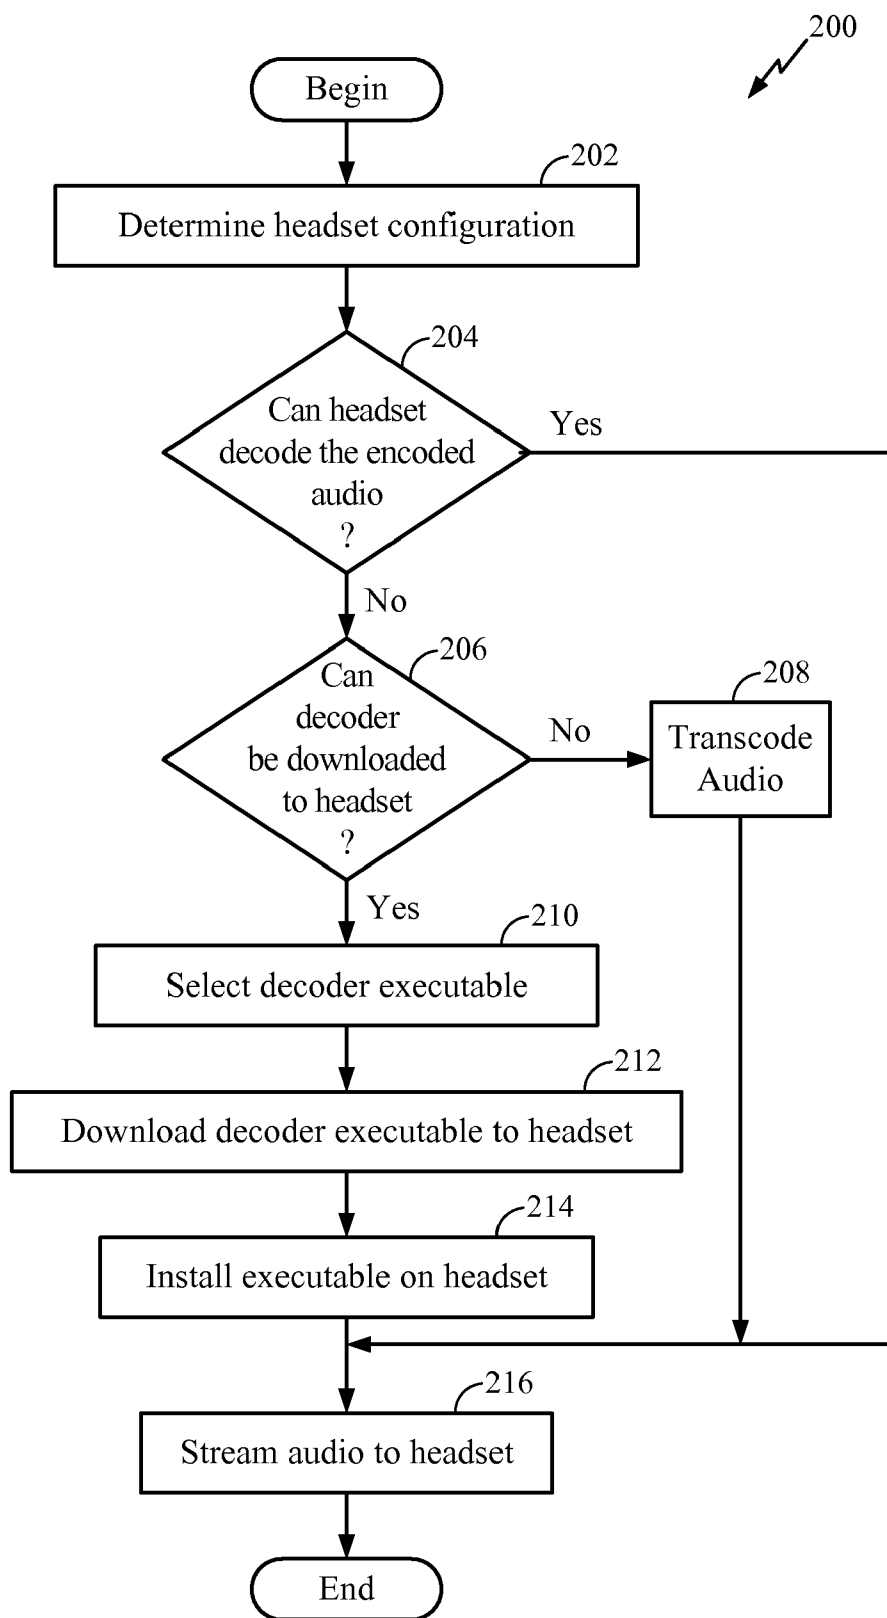 200
Begin
202
Determine headset configuration
204
Can headset
decode the encoded
audio
?
Yes
No
206
Can
decoder
be downloaded
to headset
?
No
208
Transcode
Audio
Yes
210
Select decoder executable
212
Download decoder executable to headset
214
Install executable on headset
216
Stream audio to headset
End